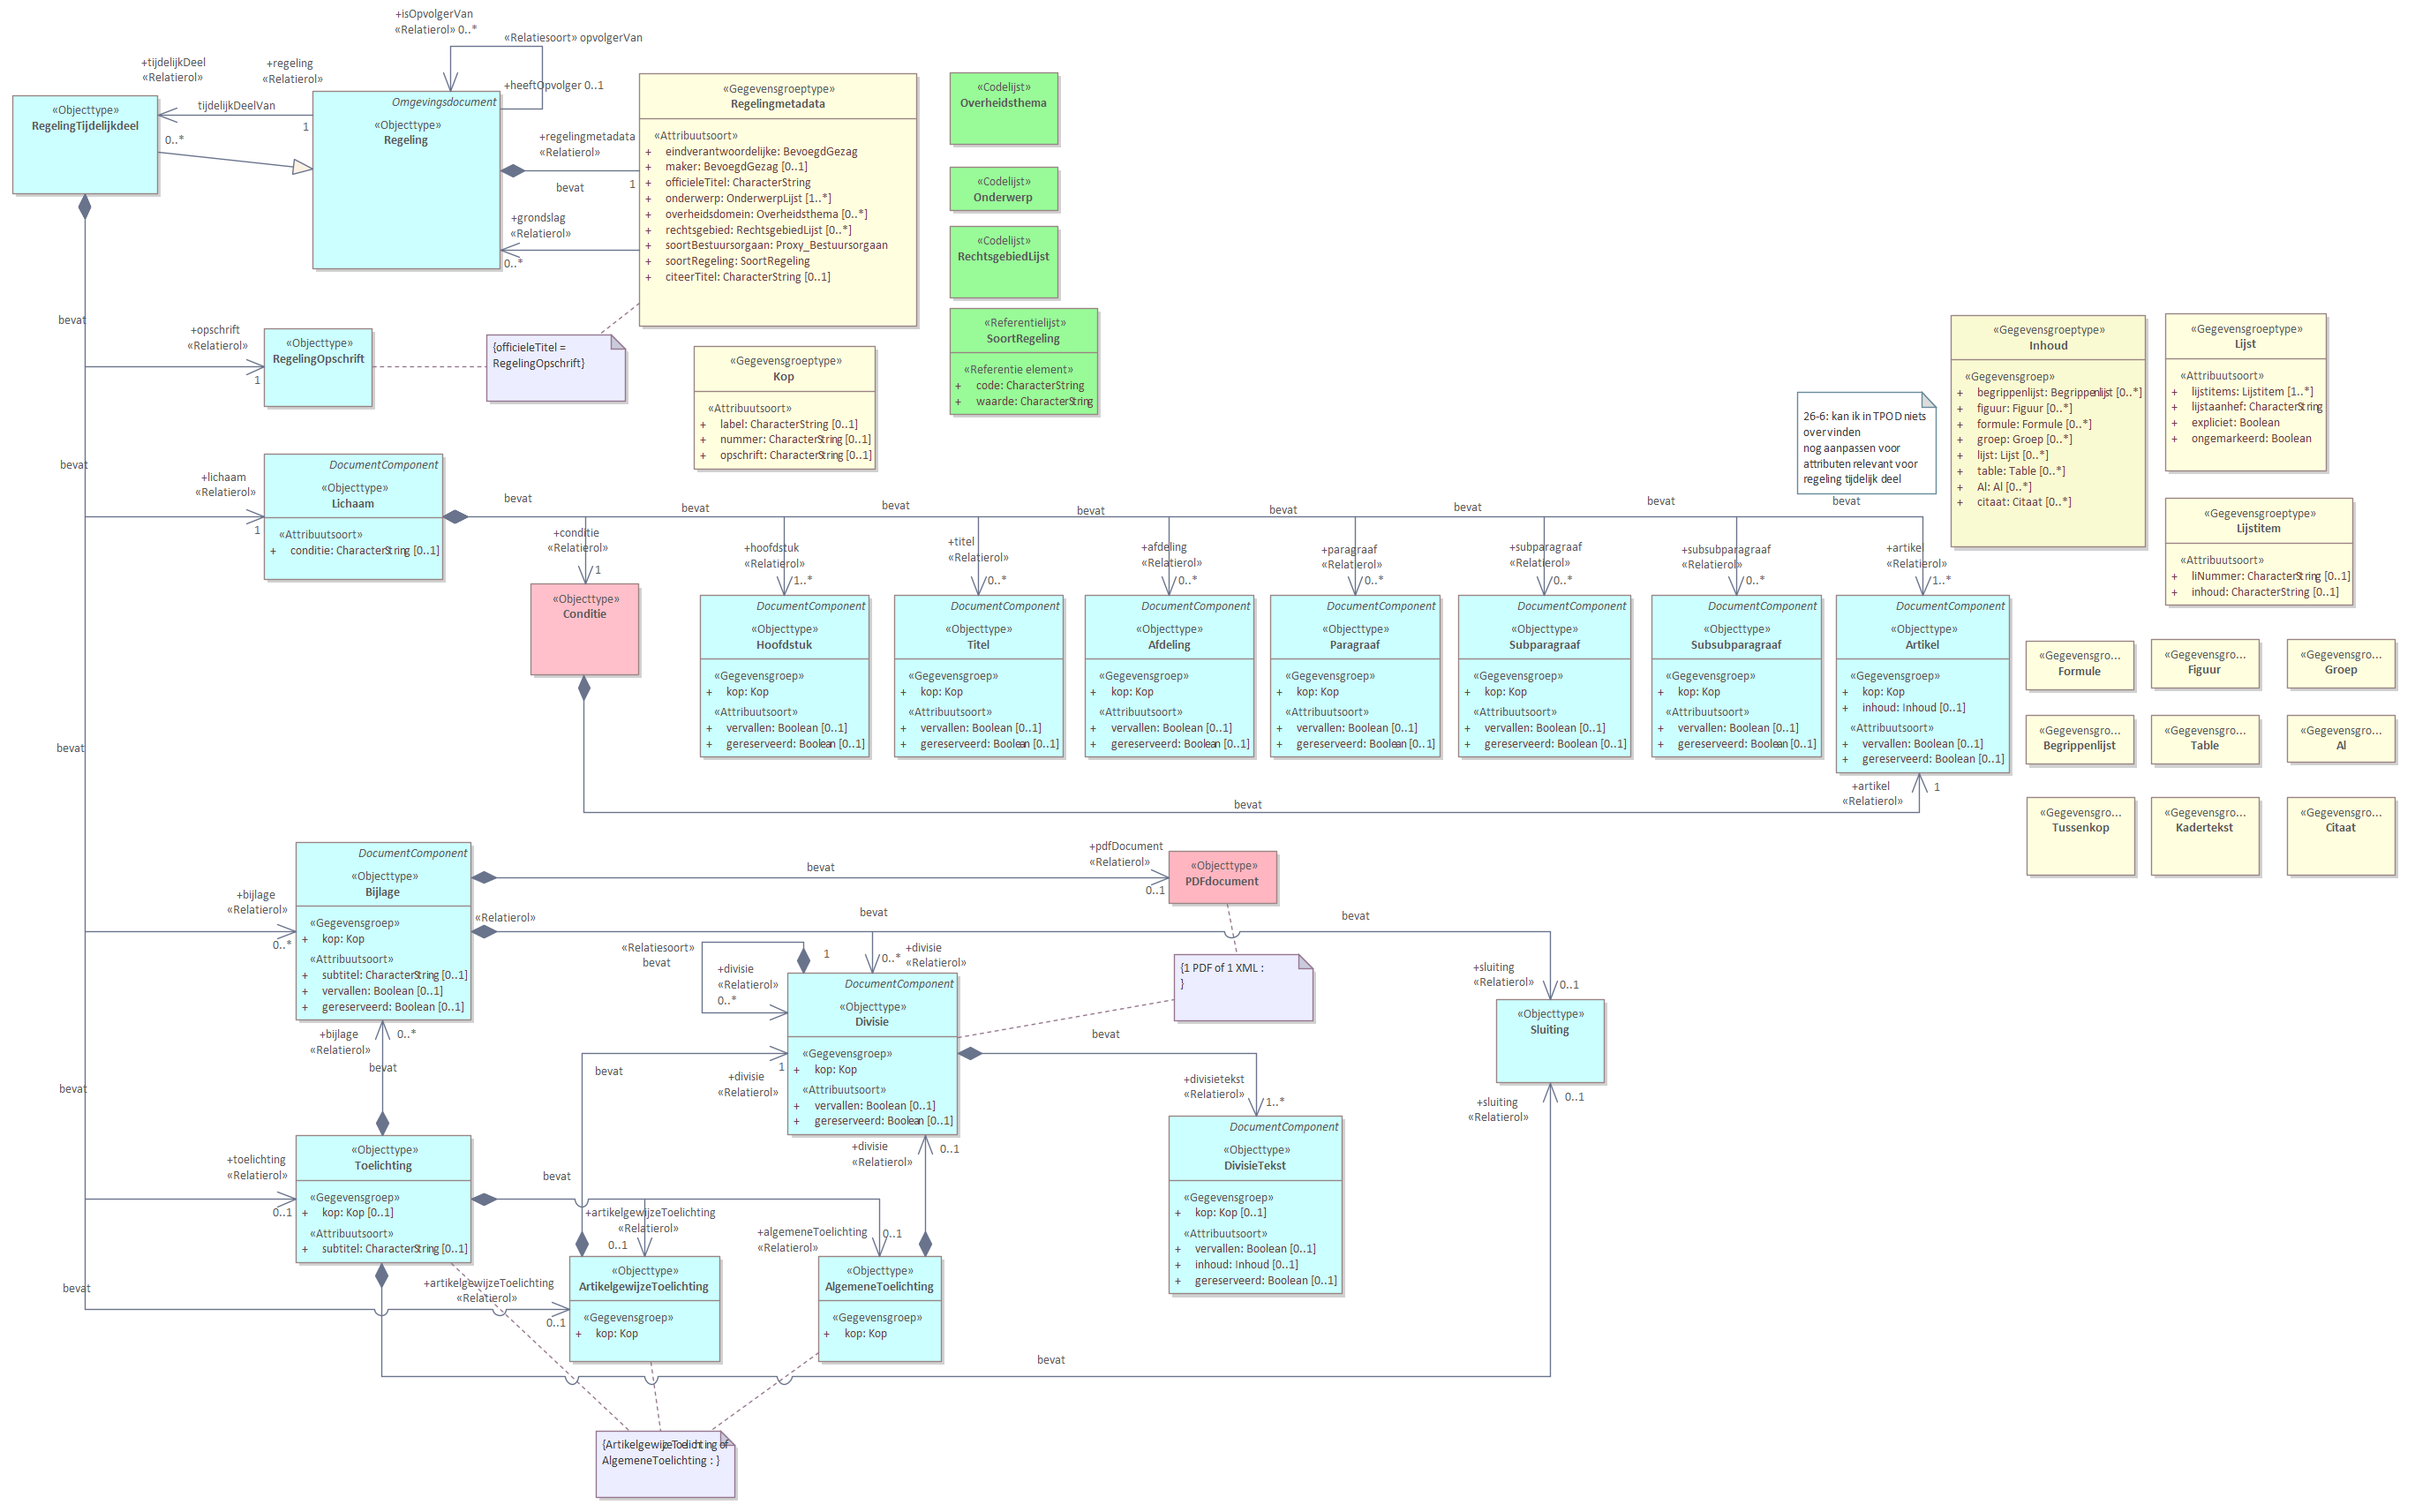 +isOpvolgerVan
«Relatierol» 0..*
«Relatiesoort» opvolgerVan
+heeftOpvolger 0..1
+tijdelijkDeel
«Relatierol»
+regeling
«Relatierol»
tijdelijkDeelVan
1
0..*
«Objecttype»
RegelingTijdelijkdeel
Omgevingsdocument
«Objecttype»
Regeling
+regelingmetadata
«Relatierol»
bevat
1
+grondslag
«Relatierol»
0..*
«Gegevensgroeptype»
Regelingmetadata
«Attribuutsoort»
+ eindverantwoordelijke: BevoegdGezag
+ maker: BevoegdGezag [0..1]
+ officieleTitel: CharacterString
+ onderwerp: OnderwerpLijst [1..*]
+ overheidsdomein: Overheidsthema [0..*]
+ rechtsgebied: RechtsgebiedLijst [0..*]
+ soortBestuursorgaan: Proxy_Bestuursorgaan
+ soortRegeling: SoortRegeling
+ citeerTitel: CharacterString [0..1]
«Codelijst»
Overheidsthema
«Codelijst»
Onderwerp
«Codelijst»
RechtsgebiedLijst
«Referentielijst»
SoortRegeling
«Referentie element»
+ code: CharacterString
+ waarde: CharacterString
bevat
+opschrift
«Relatierol»
1
«Objecttype»
RegelingOpschrift
{officieleTitel =
RegelingOpschrift}
«Gegevensgroeptype»
Kop
«Attribuutsoort»
+ label: CharacterString [0..1]
+ nummer: CharacterString [0..1]
+ opschrift: CharacterString [0..1]
26-6: kan ik in TPOD niets
over vinden
nog aanpassen voor
attributen relevant voor
regeling tijdelijk deel
«Gegevensgroeptype»
Inhoud
«Gegevensgroep»
+ begrippenlijst: Begrippenlijst [0..*]
+ figuur: Figuur [0..*]
+ formule: Formule [0..*]
+ groep: Groep [0..*]
+ lijst: Lijst [0..*]
+ table: Table [0..*]
+ Al: Al [0..*]
+ citaat: Citaat [0..*]
«Gegevensgroeptype»
Lijst
«Attribuutsoort»
+ lijstitems: Lijstitem [1..*]
+ lijstaanhef: CharacterString
+ expliciet: Boolean
+ ongemarkeerd: Boolean
«Gegevensgroeptype»
Lijstitem
«Attribuutsoort»
+ liNummer: CharacterString [0..1]
+ inhoud: CharacterString [0..1]
bevat
+lichaam
«Relatierol»
1
DocumentComponent
«Objecttype»
Lichaam
«Attribuutsoort»
+ conditie: CharacterString [0..1]
bevat
bevat
bevat
bevat
bevat
bevat
bevat
bevat
+conditie
«Relatierol»
1
+hoofdstuk
«Relatierol»
1..*
+titel
«Relatierol»
0..*
+afdeling
«Relatierol»
0..*
+paragraaf
«Relatierol»
0..*
+subparagraaf
«Relatierol»
0..*
+subsubparagraaf
«Relatierol»
0..*
+artikel
«Relatierol»
1..*
«Objecttype»
Conditie
DocumentComponent
«Objecttype»
Hoofdstuk
«Gegevensgroep»
+ kop: Kop
«Attribuutsoort»
+ vervallen: Boolean [0..1]
+ gereserveerd: Boolean [0..1]
DocumentComponent
«Objecttype»
Titel
«Gegevensgroep»
+ kop: Kop
«Attribuutsoort»
+ vervallen: Boolean [0..1]
+ gereserveerd: Boolean [0..1]
DocumentComponent
«Objecttype»
Afdeling
«Gegevensgroep»
+ kop: Kop
«Attribuutsoort»
+ vervallen: Boolean [0..1]
+ gereserveerd: Boolean [0..1]
DocumentComponent
«Objecttype»
Paragraaf
«Gegevensgroep»
+ kop: Kop
«Attribuutsoort»
+ vervallen: Boolean [0..1]
+ gereserveerd: Boolean [0..1]
DocumentComponent
«Objecttype»
Subparagraaf
«Gegevensgroep»
+ kop: Kop
«Attribuutsoort»
+ vervallen: Boolean [0..1]
+ gereserveerd: Boolean [0..1]
DocumentComponent
«Objecttype»
Subsubparagraaf
«Gegevensgroep»
+ kop: Kop
«Attribuutsoort»
+ vervallen: Boolean [0..1]
+ gereserveerd: Boolean [0..1]
DocumentComponent
«Objecttype»
Artikel
«Gegevensgroep»
+ kop: Kop
+ inhoud: Inhoud [0..1]
«Attribuutsoort»
+ vervallen: Boolean [0..1]
+ gereserveerd: Boolean [0..1]
«Gegevensgro...
Formule
«Gegevensgro...
Figuur
«Gegevensgro...
Groep
«Gegevensgro...
Begrippenlijst
«Gegevensgro...
Table
«Gegevensgro...
Al
«Gegevensgro...
Tussenkop
«Gegevensgro...
Kadertekst
«Gegevensgro...
Citaat
bevat
bevat
+artikel
«Relatierol»
1
DocumentComponent
«Objecttype»
Bijlage
«Gegevensgroep»
+ kop: Kop
«Attribuutsoort»
+ subtitel: CharacterString [0..1]
+ vervallen: Boolean [0..1]
+ gereserveerd: Boolean [0..1]
+bijlage
«Relatierol»
0..*
bevat
+pdfDocument
«Relatierol»
0..1
«Objecttype»
PDFdocument
«Relatierol»
bevat
bevat
«Relatiesoort»
bevat
1
+divisie
«Relatierol»
0..*
0..*
+divisie
«Relatierol»
{1 PDF of 1 XML :
}
+sluiting
«Relatierol»
0..1
«Objecttype»
Sluiting
DocumentComponent
«Objecttype»
Divisie
«Gegevensgroep»
+ kop: Kop
«Attribuutsoort»
+ vervallen: Boolean [0..1]
+ gereserveerd: Boolean [0..1]
bevat
+bijlage
«Relatierol»
0..*
bevat
bevat
bevat
1
+divisie
«Relatierol»
+divisietekst
«Relatierol»
1..*
+sluiting
«Relatierol»
0..1
DocumentComponent
«Objecttype»
DivisieTekst
«Gegevensgroep»
+ kop: Kop [0..1]
«Attribuutsoort»
+ vervallen: Boolean [0..1]
+ inhoud: Inhoud [0..1]
+ gereserveerd: Boolean [0..1]
+toelichting
«Relatierol»
0..1
«Objecttype»
Toelichting
«Gegevensgroep»
+ kop: Kop [0..1]
«Attribuutsoort»
+ subtitel: CharacterString [0..1]
bevat
+divisie
«Relatierol»
0..1
+artikelgewijzeToelichting
«Relatierol»
0..1
+algemeneToelichting
«Relatierol»
0..1
bevat
+artikelgewijzeToelichting
«Relatierol»
0..1
«Objecttype»
ArtikelgewijzeToelichting
«Gegevensgroep»
+ kop: Kop
«Objecttype»
AlgemeneToelichting
«Gegevensgroep»
+ kop: Kop
bevat
{ArtikelgewijzeToelichting of
AlgemeneToelichting : }